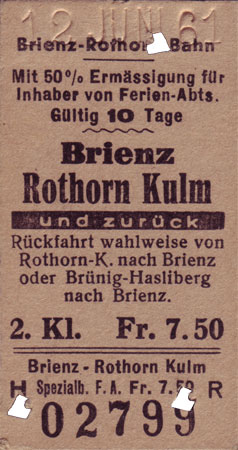 12 JUNI 61
Brienz-Rothorn Bahn
Mit 50% Ermässigung für
Inhaber von Ferien-Abts.
Gültig 10 Tage
Brienz
Rothorn Kulm
und zurück
Rückfahrt wahlweise von
Rothorn-K. nach Brienz
oder Brünig-Hasliberg
nach Brienz.
2. Kl. Fr. 7.50
Brienz - Rothorn Kulm
H Spezialb. F. A. Fr. 7.50 R
02799